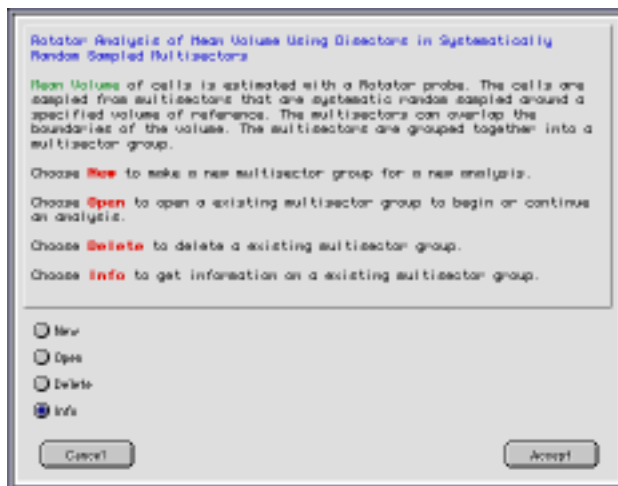 Rotator Analysis of Mean Volume Using Disectors in Systematically
Random Sampled Multisectors
Mean Volume of cells is estimated with a Rotator probe. The cells are
sampled from multisectors that are systematic random sampled around a
specified volume of reference. The multisectors can overlap the
boundaries of the volume. The multisectors are grouped together into a
multisector group.
Choose New to make a new multisector group for a new analysis.
Choose Open to open a existing multisector group to begin or continue
an analysis.
Choose Delete to delete a existing multisector group.
Choose Info to get information on a existing multisector group.
New
Open
Delete
Info
Cancel
Accept